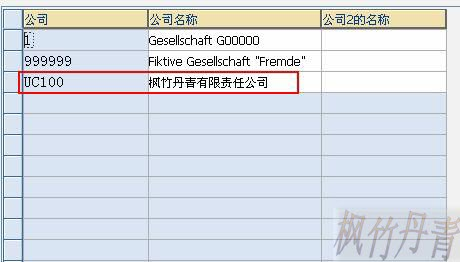 公司 公司名称 公司2的名称
1 Gesellschaft G00000
999999 Fiktive Gesellschaft "Fremde"
UC100 枫竹丹青有限责任公司
枫竹丹青